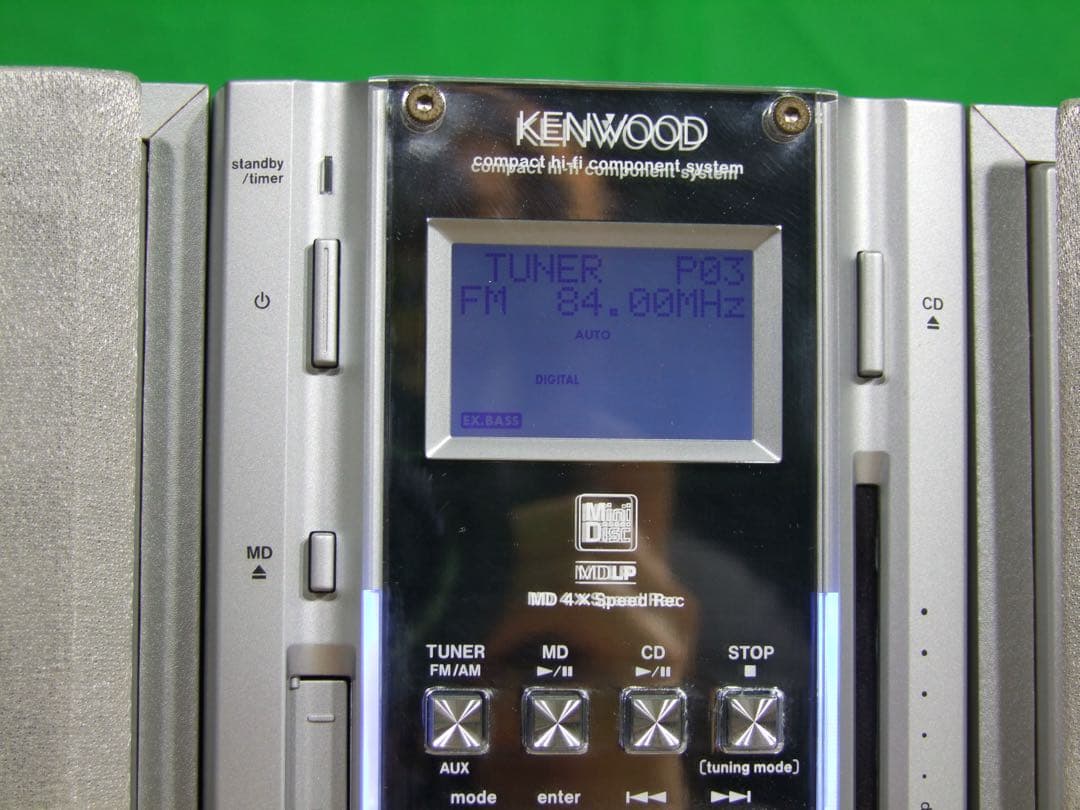 KENWOOD
compact hi-fi component system
standby
/timer
TUNER P03
FM 84.00MHz
AUTO
DIGITAL
EX.BASS
CD
Mini
Disc
MDLP
MD 4×Speed Rec
MD
TUNER
FM/AM
MD
CD
STOP
AUX
[tuning mode]
mode
enter